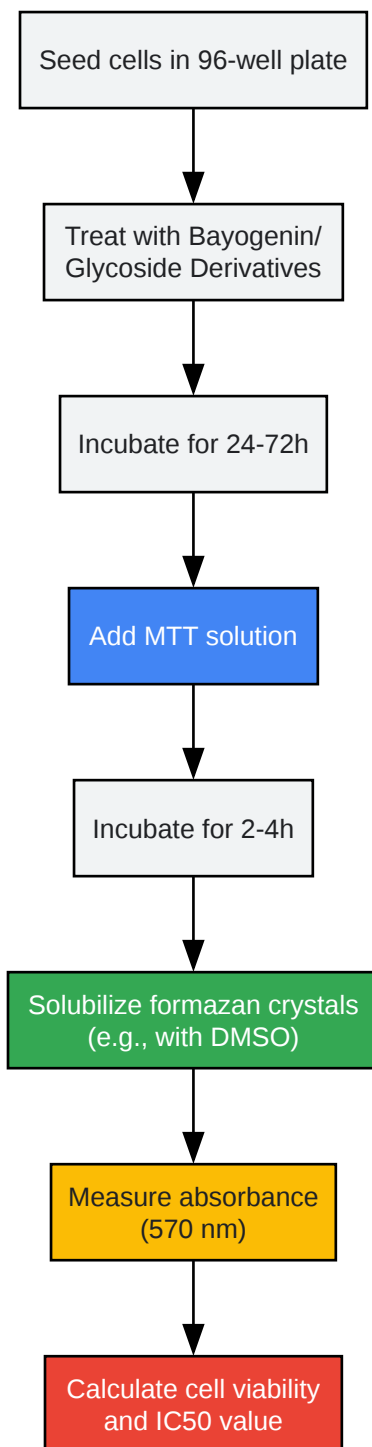 Seed cells in 96-well plate
Treat with Bayogenin/
Glycoside Derivatives
Incubate for 24-72h
Add MTT solution
Incubate for 2-4h
Solubilize formazan crystals
(e.g., with DMSO)
Measure absorbance
(570 nm)
Calculate cell viability
and IC50 value